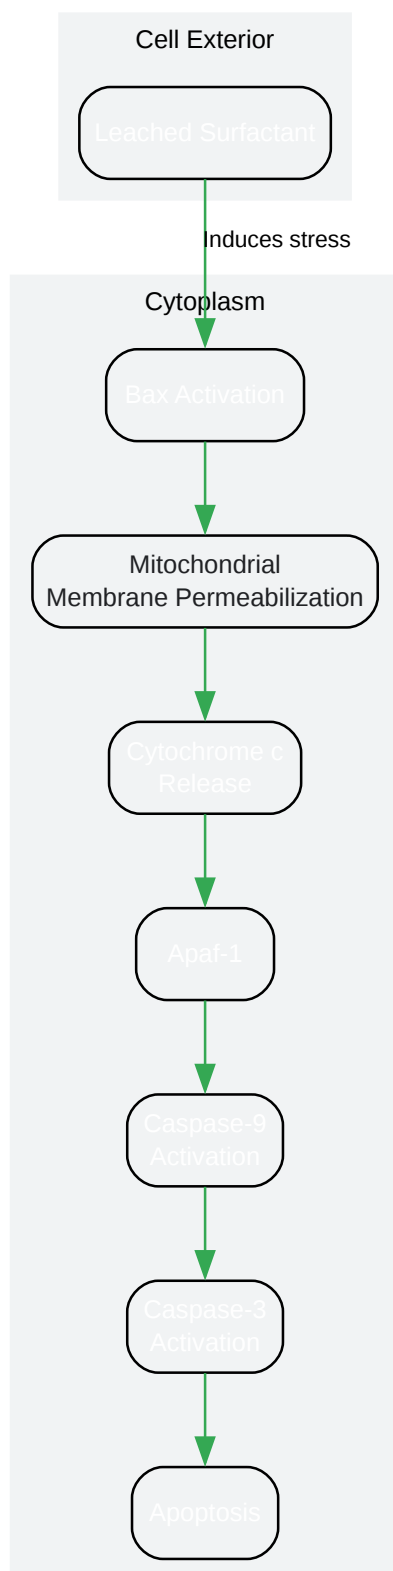 Cell Exterior
Leached Surfactant
Induces stress
Cytoplasm
Bax Activation
Mitochondrial
Membrane Permeabilization
Cytochrome c
Release
Apaf-1
Caspase-9
Activation
Caspase-3
Activation
Apoptosis